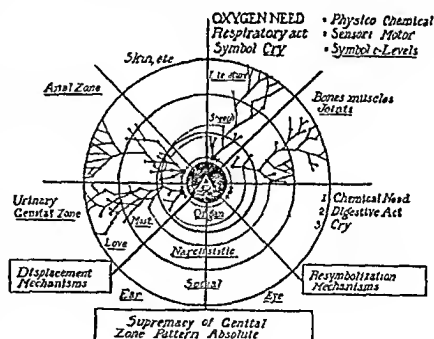 OXYGEN NEED
Respiratory act
Symbol Cry
• Physico Chemical
• Sensori Motor
• Symbolic-Levels
Skin, etc
Anal Zone
Speech
Bones muscles
Joints
Urinary
Genital Zone
Organ
Mast.
Love
Narcissistic
Social
1 Chemical Need
2 Digestive Act
3 Cry
Displacement
Mechanisms
Resymbolization
Mechanisms
Ear
Eye
Supremacy of Genital
Zone Pattern Absolute